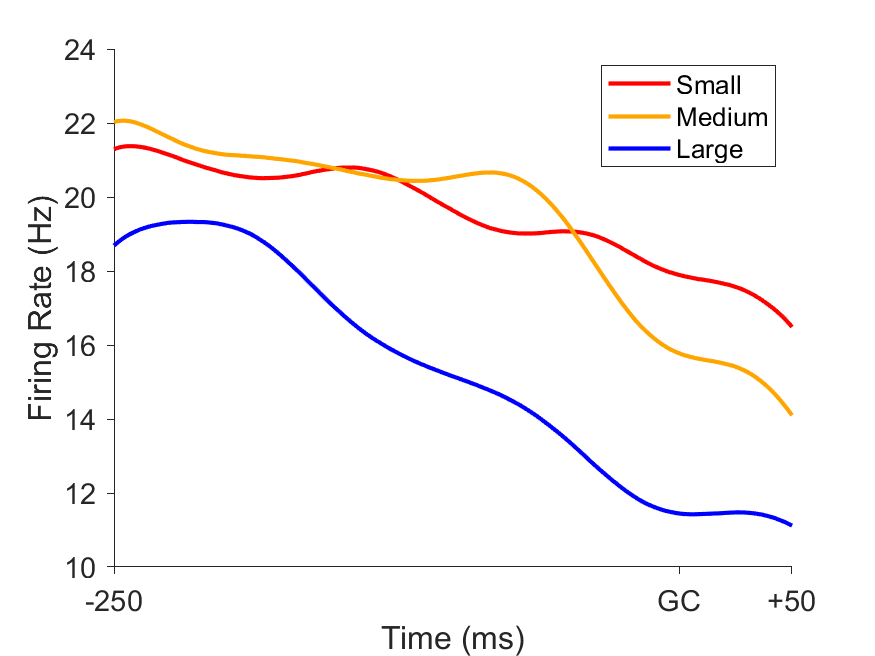 24
22
20
18
16
14
12
10
Firing Rate (Hz)
Small
Medium
Large
-250
GC
+50
Time (ms)